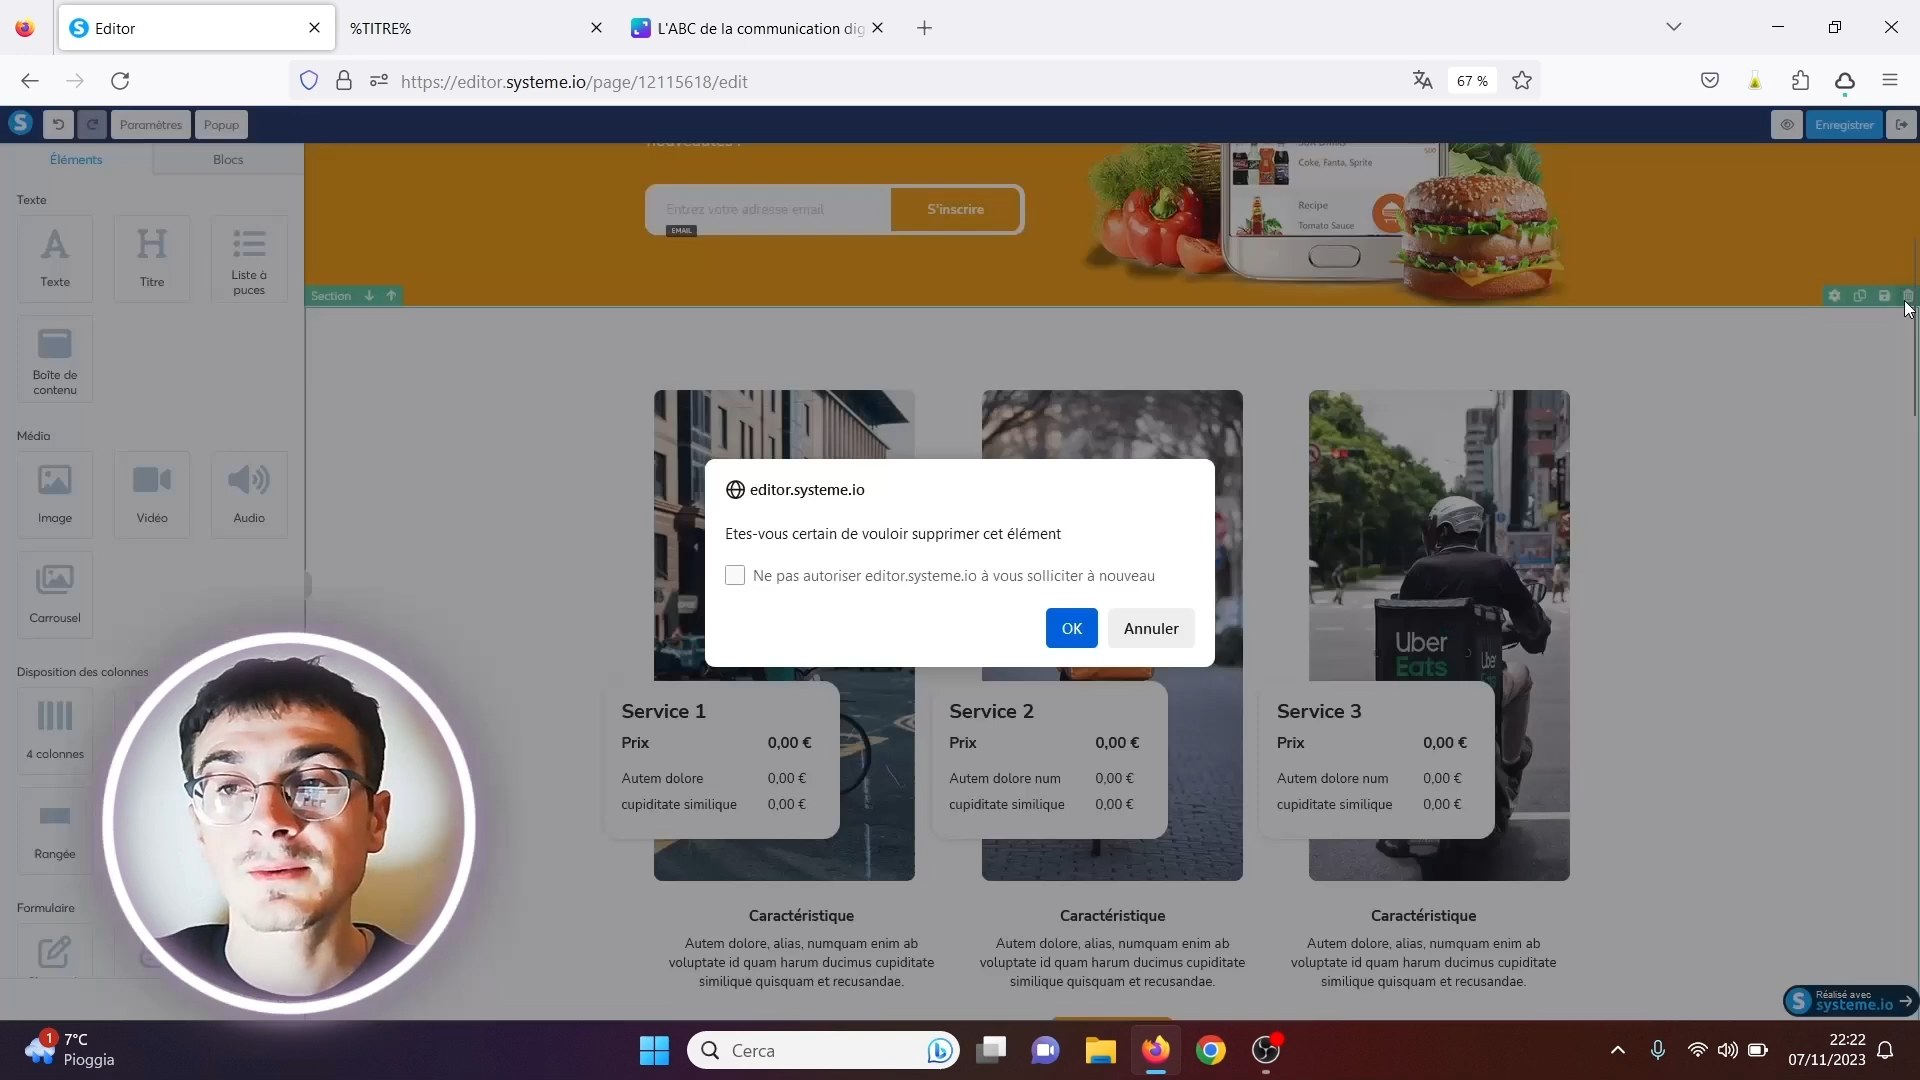 Editor
%TITRE%
L'ABC de la communication dig
https://editor.systeme.io/page/12115618/edit
67 %
Paramètres
Popup
Enregistrer
Éléments
Blocs
Texte
Texte
Titre
Liste à
puces
Boîte de
contenu
Média
Image
Vidéo
Audio
Carrousel
Disposition des colonnes
4 colonnes
Rangée
Formulaire
Entrez votre adresse email
EMAIL
S'inscrire
Coke, Fanta, Sprite
Recipe
Tomato Sauce
Section
editor.systeme.io
Etes-vous certain de vouloir supprimer cet élément
Ne pas autoriser editor.systeme.io à vous solliciter à nouveau
OK
Annuler
Uber
Eats
Uber
Service 1
Prix 0,00 €
Autem dolore 0,00 €
cupiditate similique 0,00 €
Service 2
Prix 0,00 €
Autem dolore num 0,00 €
cupiditate similique 0,00 €
Service 3
Prix 0,00 €
Autem dolore num 0,00 €
cupiditate similique 0,00 €
Caractéristique
Autem dolore, alias, numquam enim ab
voluptate id quam harum ducimus cupiditate
similique quisquam et recusandae.
Caractéristique
Autem dolore, alias, numquam enim ab
voluptate id quam harum ducimus cupiditate
similique quisquam et recusandae.
Caractéristique
Autem dolore, alias, numquam enim ab
voluptate id quam harum ducimus cupiditate
similique quisquam et recusandae.
Réalisé avec
systeme.io
1
7°C
Pioggia
Cerca
22:22
07/11/2023